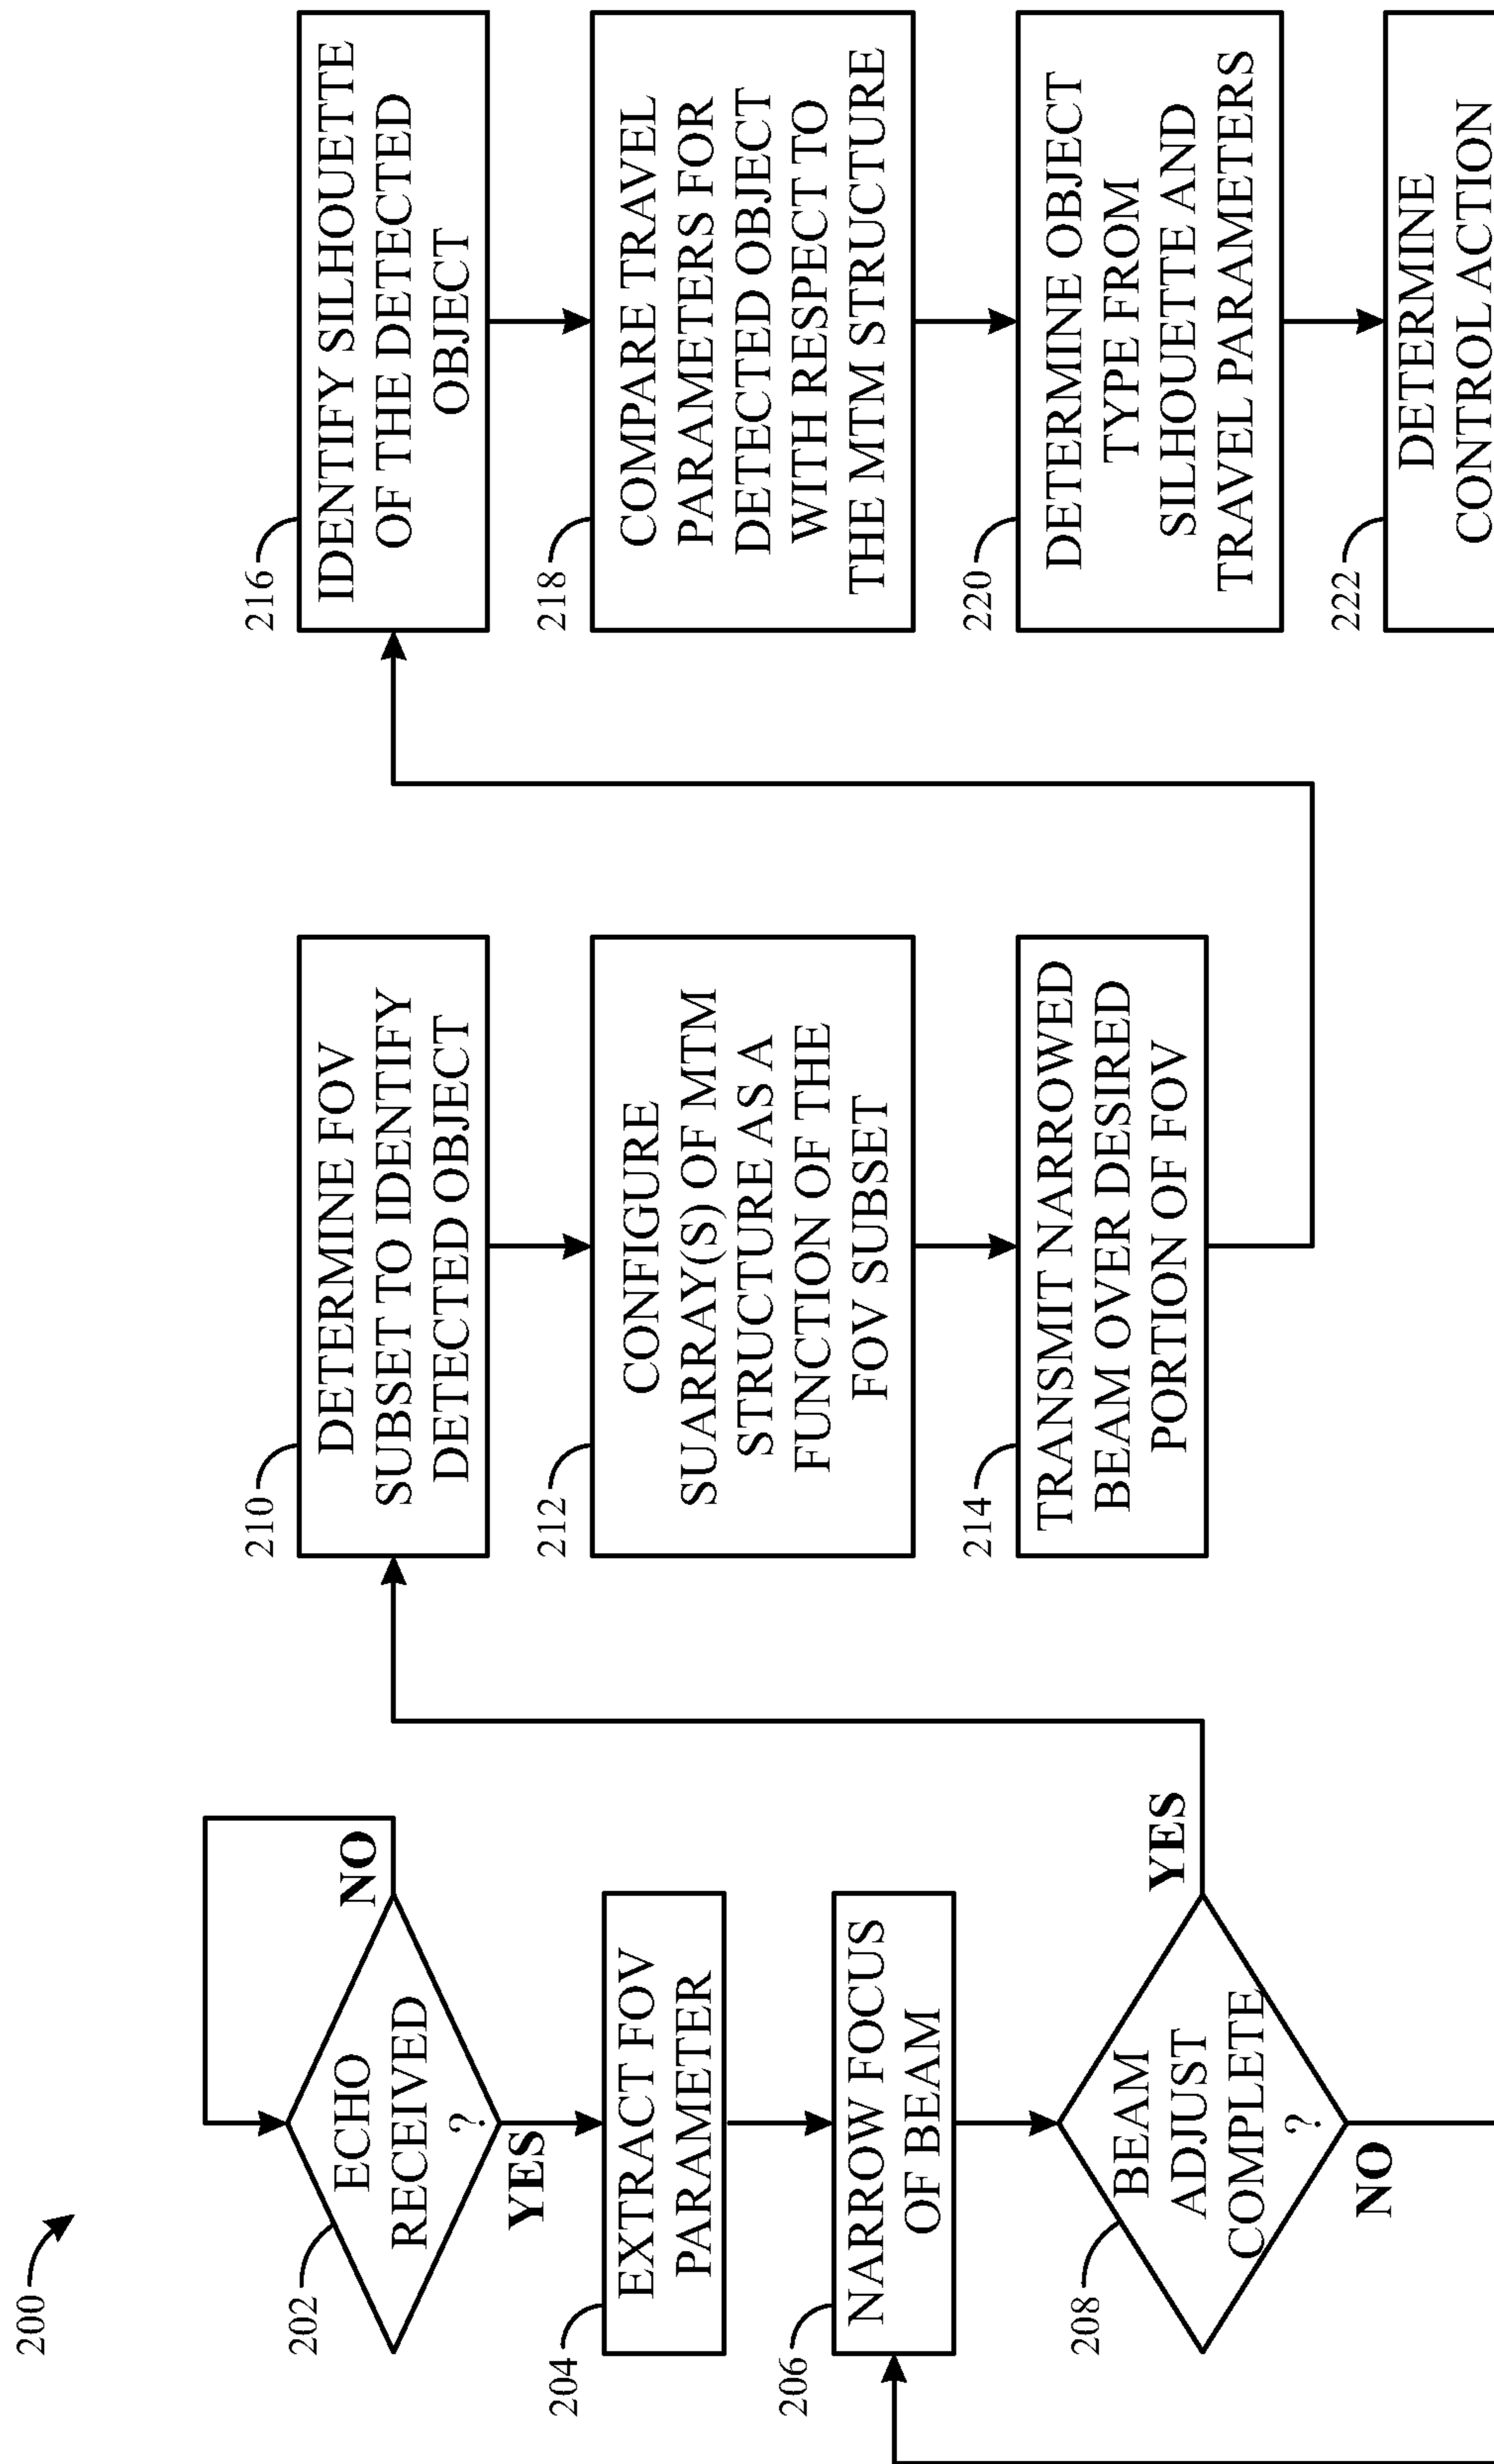 200
202
ECHO
RECEIVED
?
NO
YES
204
EXTRACT FOV
PARAMETER
206
NARROW FOCUS
OF BEAM
208
BEAM
ADJUST
COMPLETE
?
YES
NO
210
DETERMINE FOV
SUBSET TO IDENTIFY
DETECTED OBJECT
212
CONFIGURE
SUARRAY(S) OF MTM
STRUCTURE AS A
FUNCTION OF THE
FOV SUBSET
214
TRANSMIT NARROWED
BEAM OVER DESIRED
PORTION OF FOV
216
IDENTIFY SILHOUETTE
OF THE DETECTED
OBJECT
218
COMPARE TRAVEL
PARAMETERS FOR
DETECTED OBJECT
WITH RESPECT TO
THE MTM STRUCTURE
220
DETERMINE OBJECT
TYPE FROM
SILHOUETTE AND
TRAVEL PARAMETERS
222
DETERMINE
CONTROL ACTION